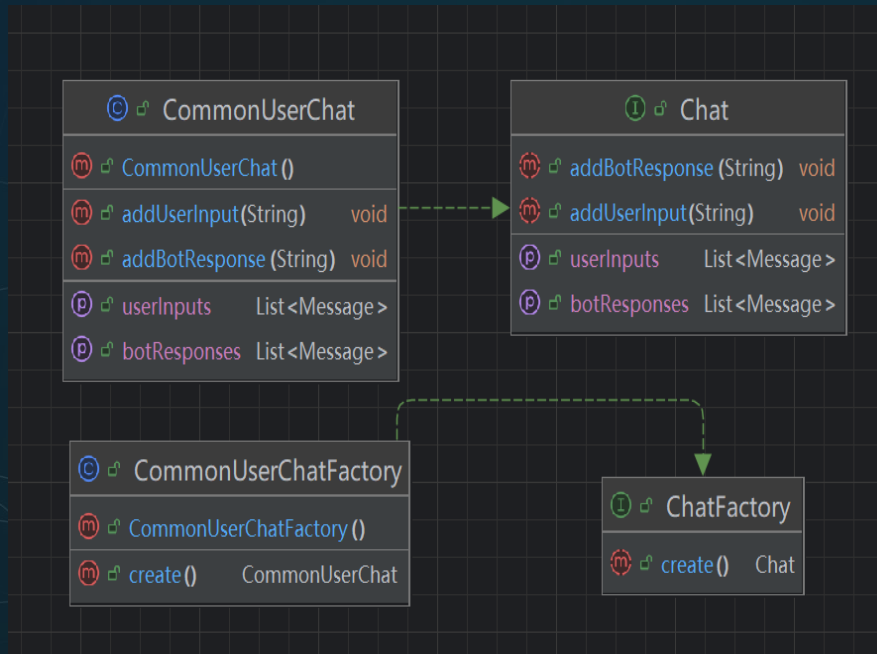 CommonUserChat
CommonUserChat()
addUserInput(String) void
addBotResponse(String) void
userInputs List<Message>
botResponses List<Message>
Chat
addBotResponse(String) void
addUserInput(String) void
userInputs List<Message>
botResponses List<Message>
CommonUserChatFactory
CommonUserChatFactory()
create() CommonUserChat
ChatFactory
create() Chat